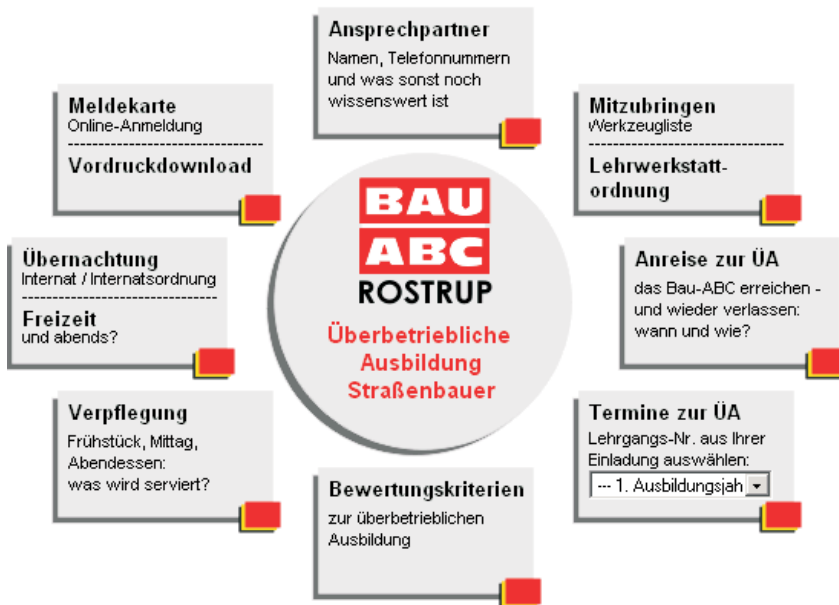 Ansprechpartner
Namen, Telefonnummern
und was sonst noch
wissenswert ist
Meldekarte
Online-Anmeldung
Vordruckdownload
Mitzubringen
Werkzeugliste
Lehrwerkstatt-
ordnung
BAU
ABC
ROSTRUP
Überbetriebliche
Ausbildung
Straßenbauer
Übernachtung
Internat / Internatsordnung
Freizeit
und abends?
Anreise zur ÜA
das Bau-ABC erreichen -
und wieder verlassen:
wann und wie?
Verpflegung
Frühstück, Mittag,
Abendessen:
was wird serviert?
Termine zur ÜA
Lehrgangs-Nr. aus Ihrer
Einladung auswählen:
--- 1. Ausbildungsjah
Bewertungskriterien
zur überbetrieblichen
Ausbildung